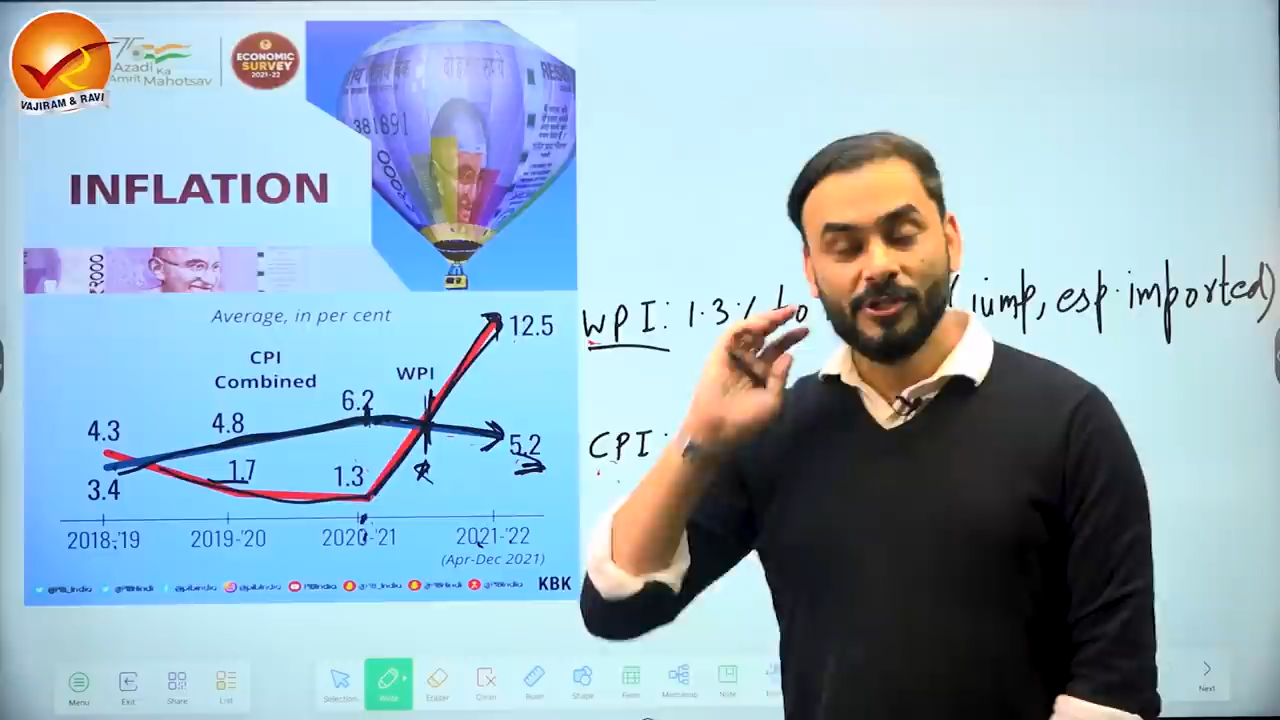 75
Azadi Ka
Amrit Mahotsav
ECONOMIC
SURVEY
2021-22
VAJIRAM & RAVI
381891
INFLATION
Average, in per cent
CPI
Combined
WPI
12.5
4.3
4.8
6.2
5.2
3.4
1.7
1.3
2018-'19
2019-'20
2020-'21
2021-'22
(Apr-Dec 2021)
KBK
WPI: 1.3% to
jump, esp. imported)
CPI:
Menu
Exit
Share
List
Selection
Write
Eraser
Clean
Ruler
Shape
Note
Next